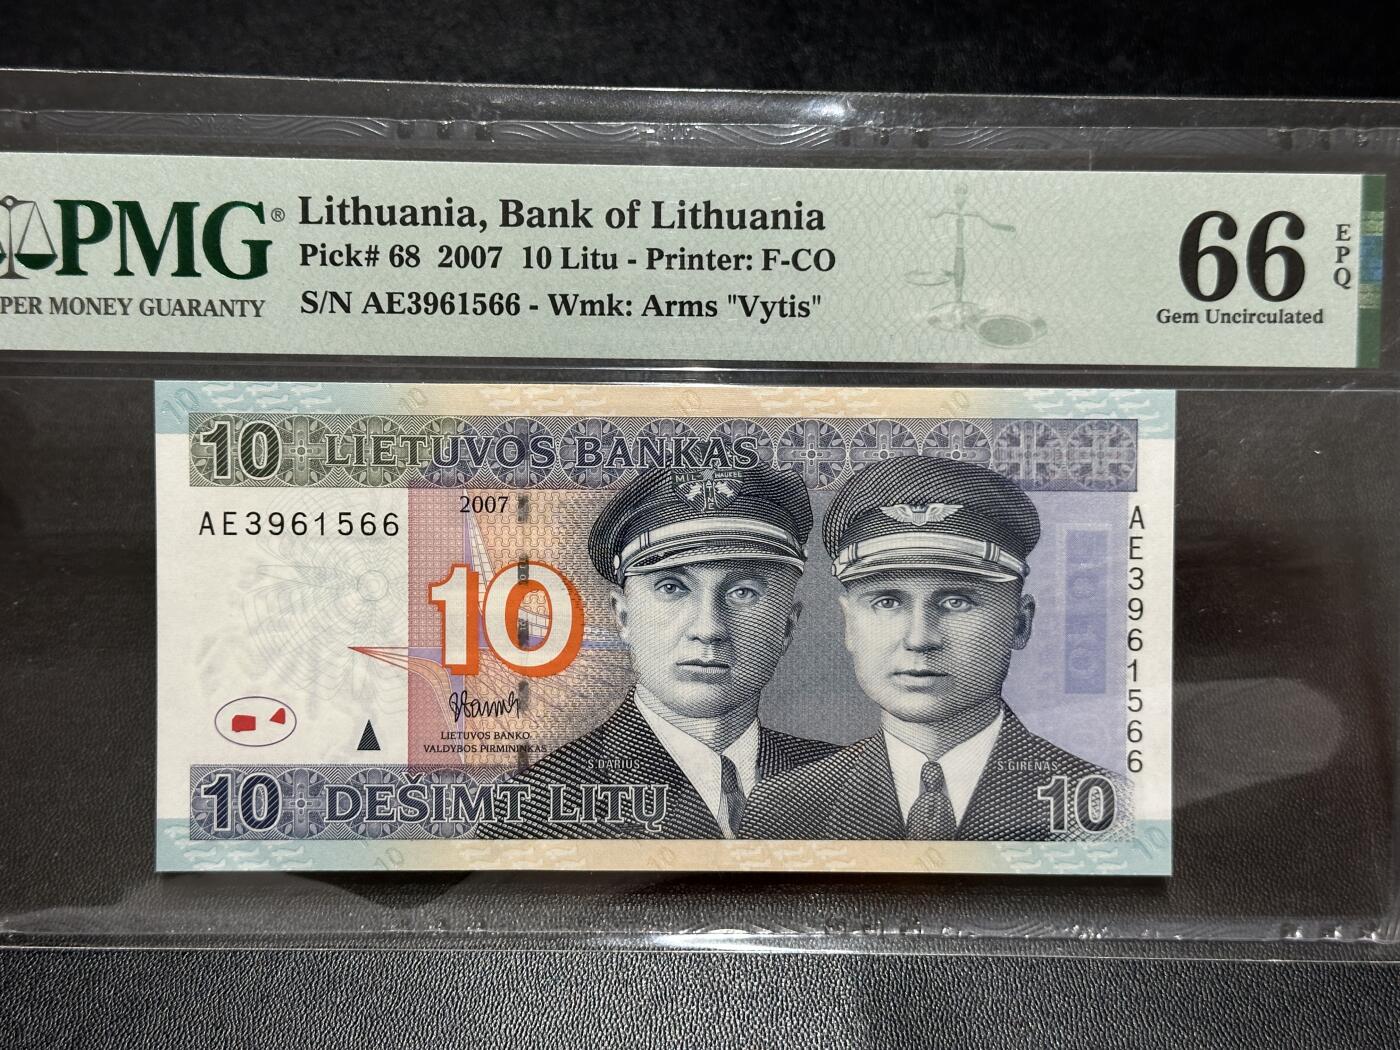 PMG®
PER MONEY GUARANTY
Lithuania, Bank of Lithuania
Pick# 68 2007 10 Litu - Printer: F-CO
S/N AE3961566 - Wmk: Arms "Vytis"
66
EPQ
Gem Uncirculated
10 LIETUVOS BANKAS
MILWAUKEE
2007
AE3961566
AE3961566
10
LIETUVOS BANKO
VALDYBOS PIRMININKAS
S.DARIUS
S.GIRĖNAS
10 DEŠIMT LITŲ
10